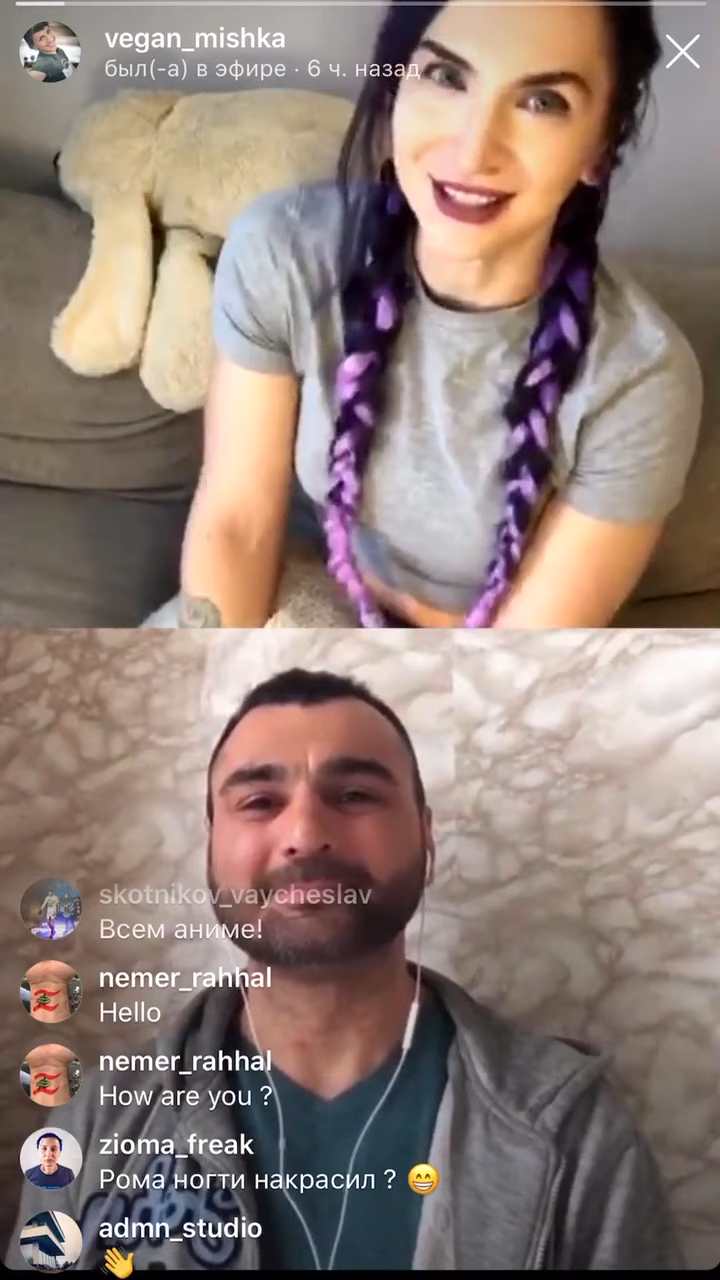 vegan_mishka
был(-а) в эфире · 6 ч. назад
skotnikov_vaycheslav
Всем аниме!
nemer_rahhal
Hello
nemer_rahhal
How are you ?
zioma_freak
Рома ногти накрасил ? 😁
admn_studio
👋